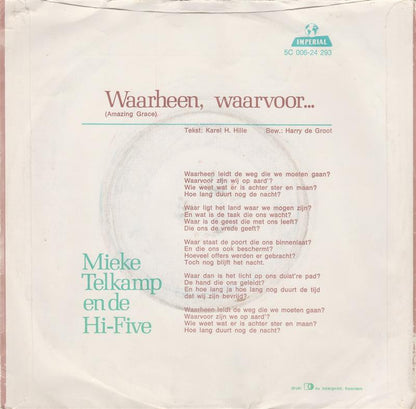 IMPERIAL
5C 006-24 293
Waarheen, waarvoor...
(Amazing Grace).
Tekst: Karel H. Hille Bew.: Harry de Groot
Waarheen leidt de weg die we moeten gaan?
Waarvoor zijn wij op aard'?
Wie weet wat er is achter ster en maan?
Hoe lang duurt nog de nacht?
Waar ligt het land waar we mogen zijn?
En wat is de taak die ons wacht?
Waar is de geest die met ons leeft?
Die ons de vrede geeft?
Waar staat de poort die ons binnenlaat?
En die ons ook beschermt?
Hoeveel offers werden er gebracht?
Toch nog blijft het nacht.
Waar dan is het licht op ons duist're pad?
De hand die ons geleidt?
En hoe lang ja hoe lang nog duurt de tijd
dat wij zijn bevrijd?
Waarheen leidt de weg die we moeten gaan?
Waarvoor zijn we op aard'?
Wie weet wat er is achter ster en maan?
Hoe lang duurt nog de nacht?
Mieke
Telkamp
en de
Hi-Five
druk: